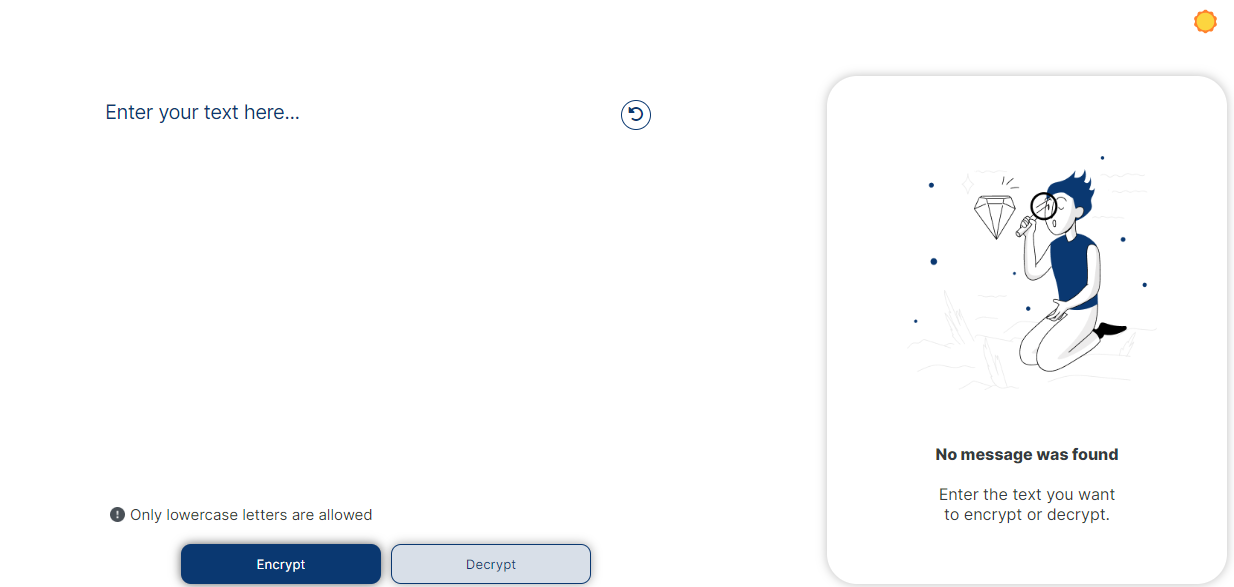 Enter your text here...
Only lowercase letters are allowed
Encrypt
Decrypt
No message was found
Enter the text you want
to encrypt or decrypt.